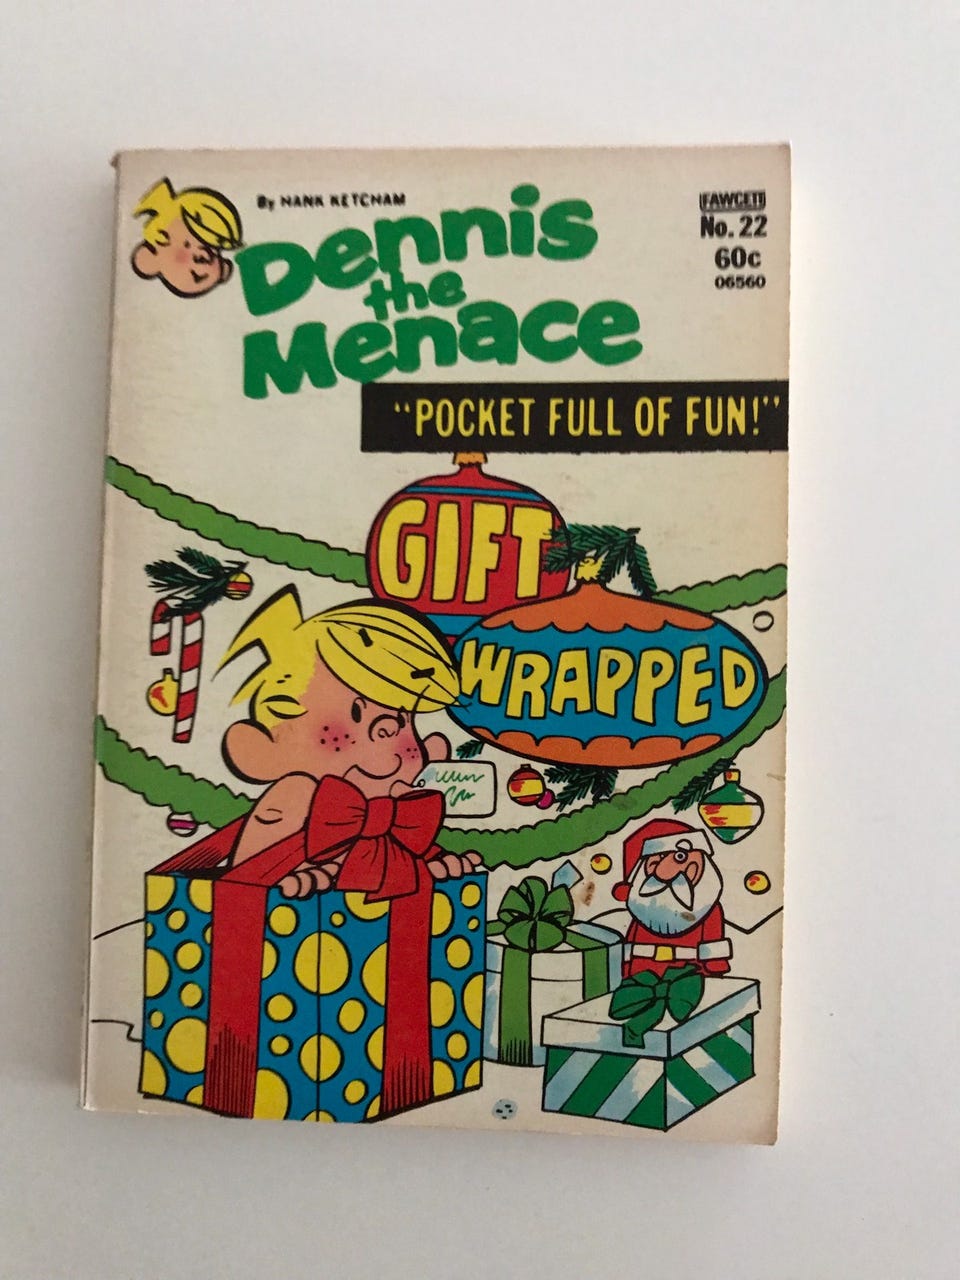 By HANK KETCHAM
Dennis
the
Menace
FAWCETT
No. 22
60c
06560
"POCKET FULL OF FUN!"
GIFT
WRAPPED